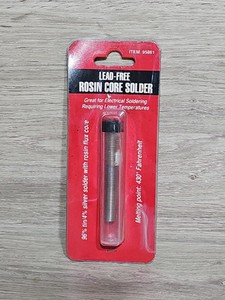 ITEM 95861
LEAD-FREE
ROSIN CORE SOLDER
Great for Electrical Soldering
Requiring Lower Temperatures
96% tin/4% silver solder with rosin flux core
Melting point: 430° Fahrenheit